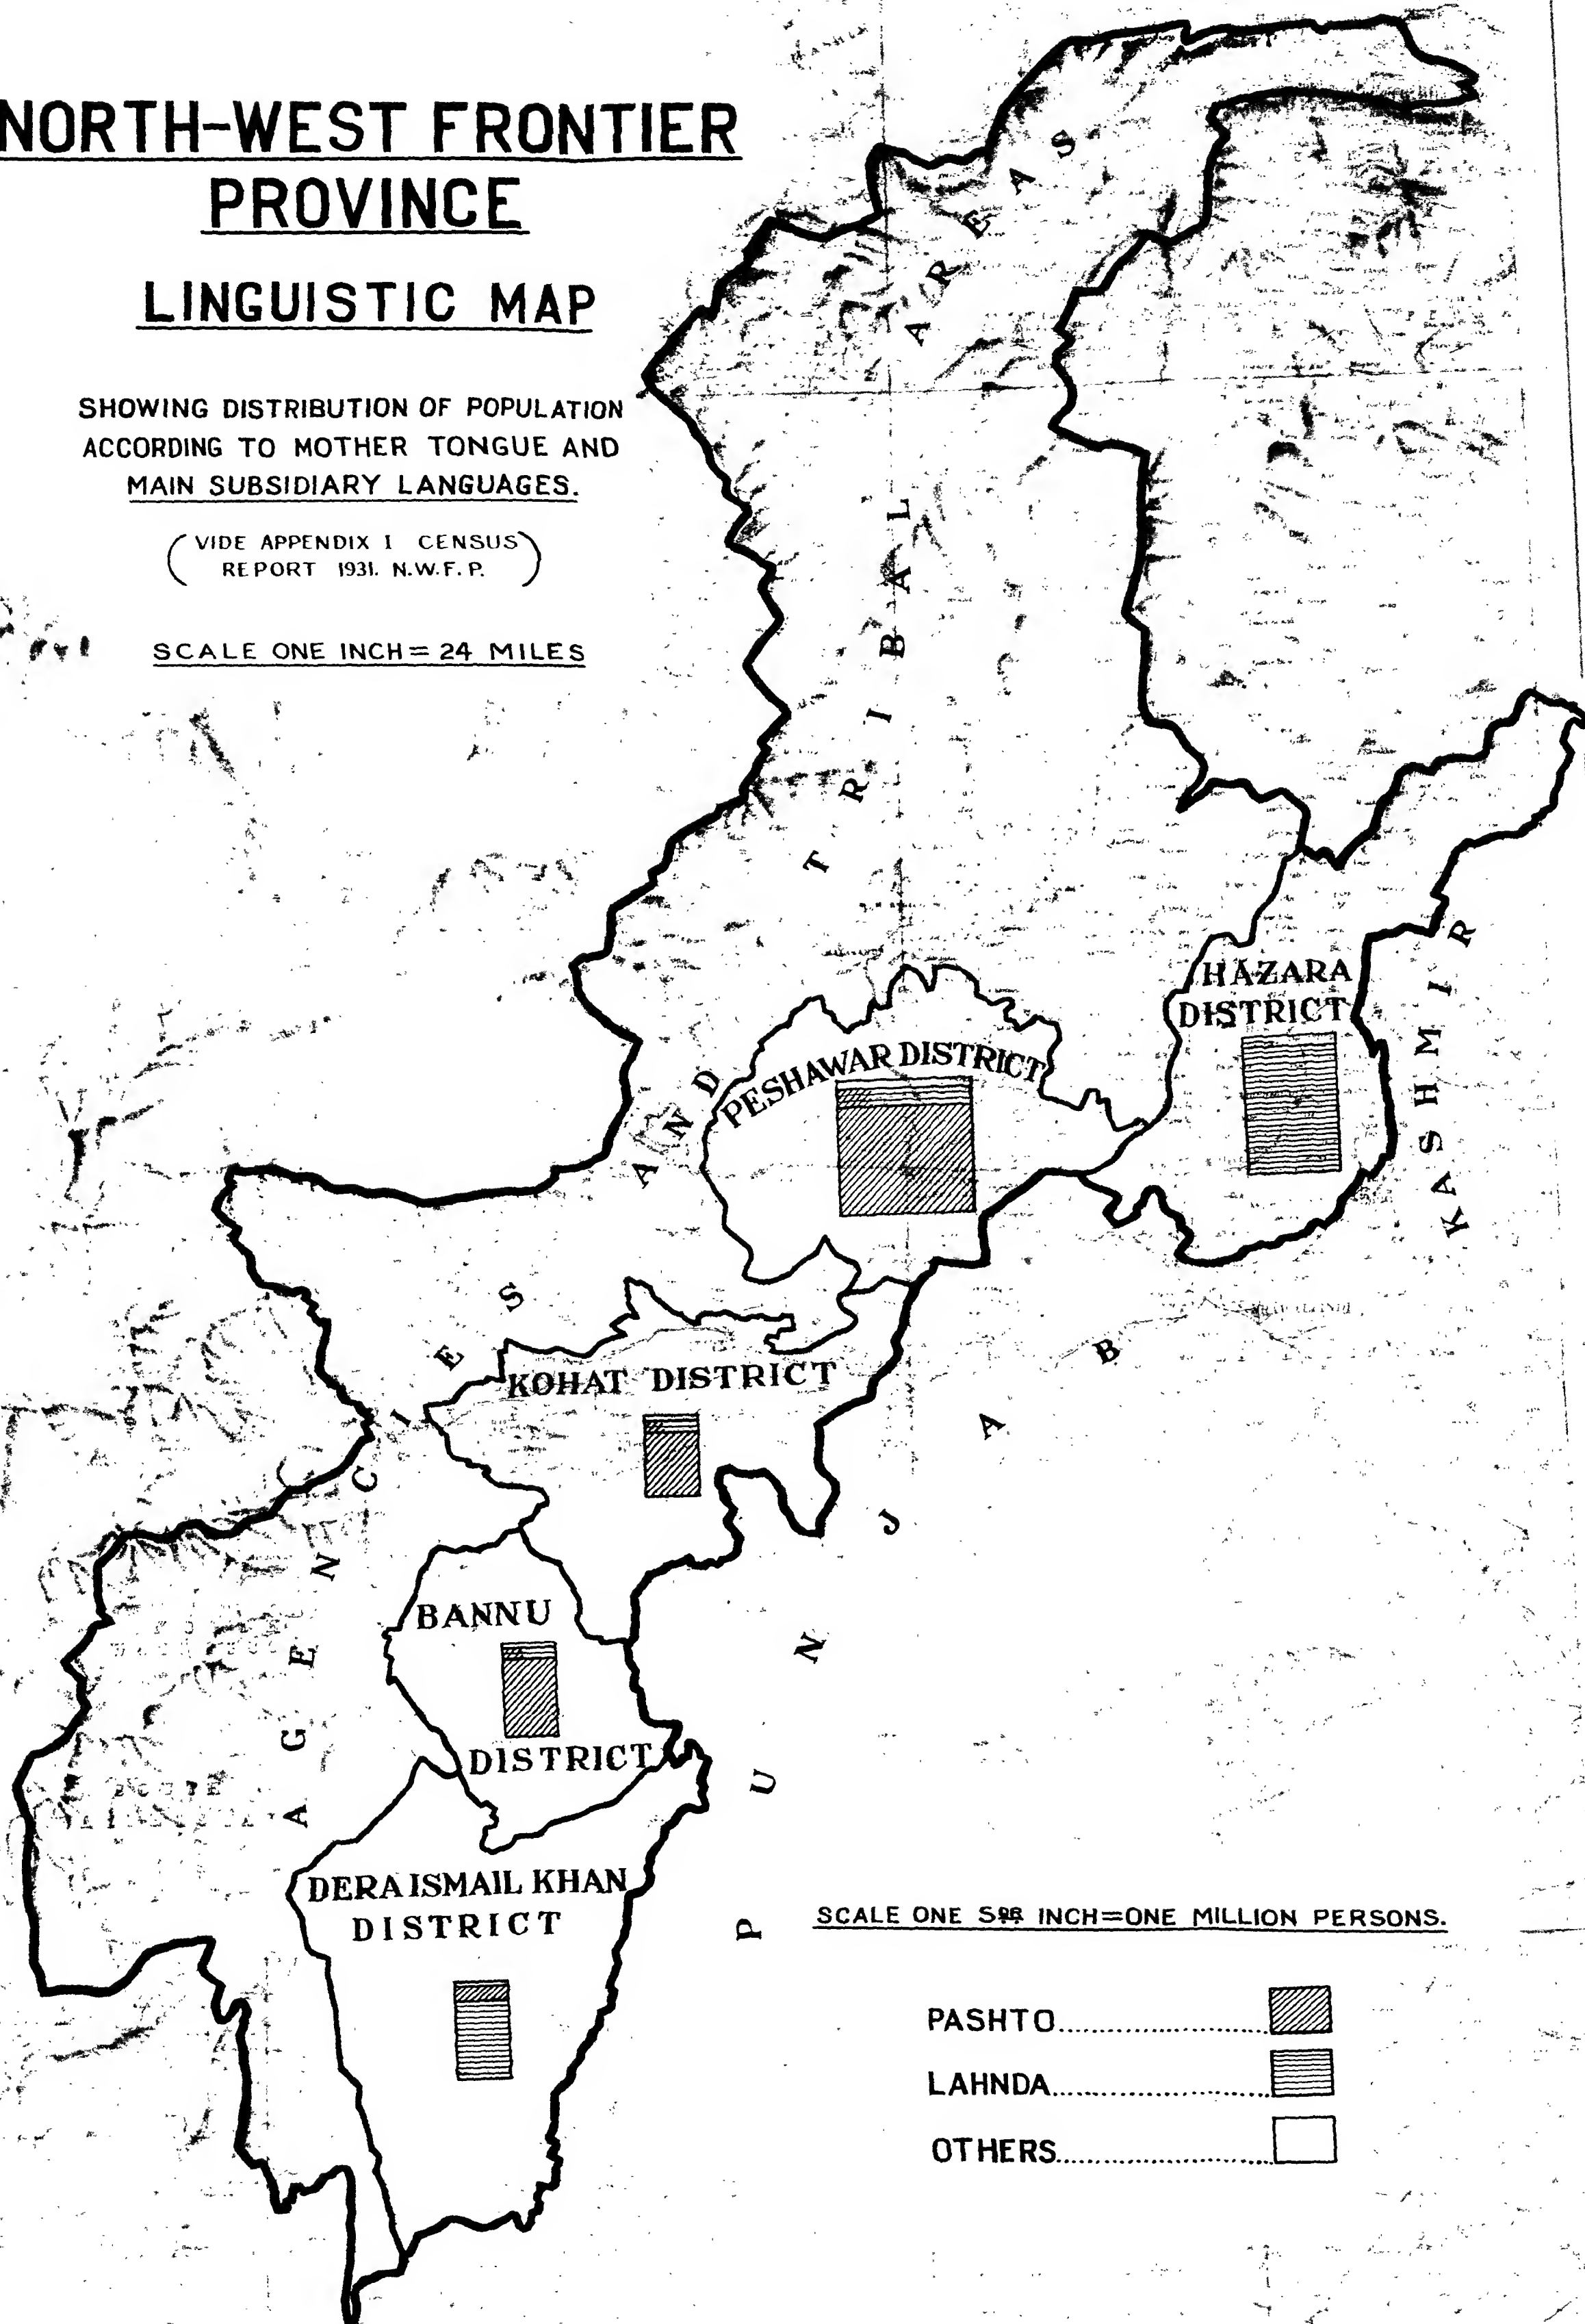 NORTH-WEST FRONTIER
PROVINCE
LINGUISTIC MAP
SHOWING DISTRIBUTION OF POPULATION
ACCORDING TO MOTHER TONGUE AND
MAIN SUBSIDIARY LANGUAGES.
(VIDE APPENDIX I CENSUS
REPORT 1931. N.W.F.P.)
SCALE ONE INCH = 24 MILES
AGENCIES AND TRIBAL AREAS
HAZARA
DISTRICT
KASHMIR
PESHAWAR DISTRICT
KOHAT DISTRICT
PUNJAB
BANNU
DISTRICT
DERA ISMAIL KHAN
DISTRICT
SCALE ONE SQR INCH=ONE MILLION PERSONS.
PASHTO
LAHNDA
OTHERS